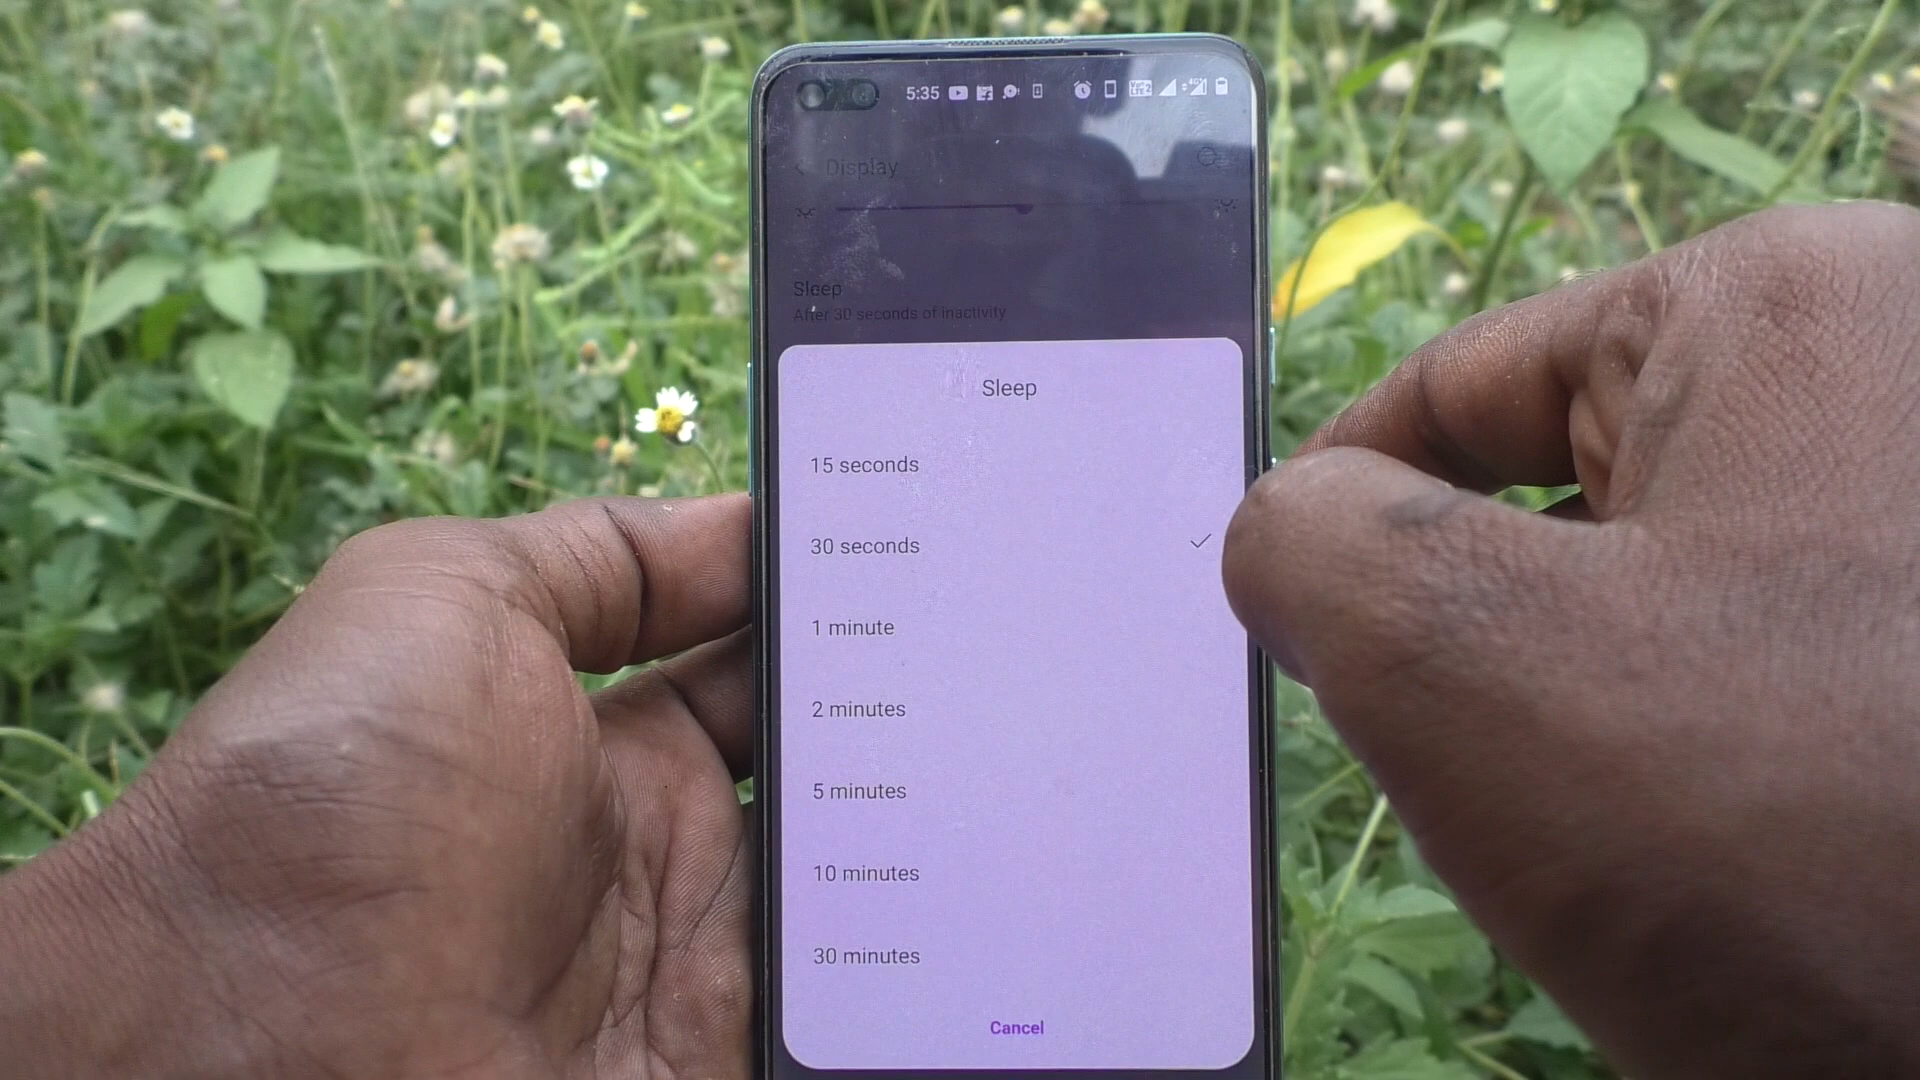 5:35
Display
Sleep
After 30 seconds of inactivity
Sleep
15 seconds
30 seconds
1 minute
2 minutes
5 minutes
10 minutes
30 minutes
Cancel